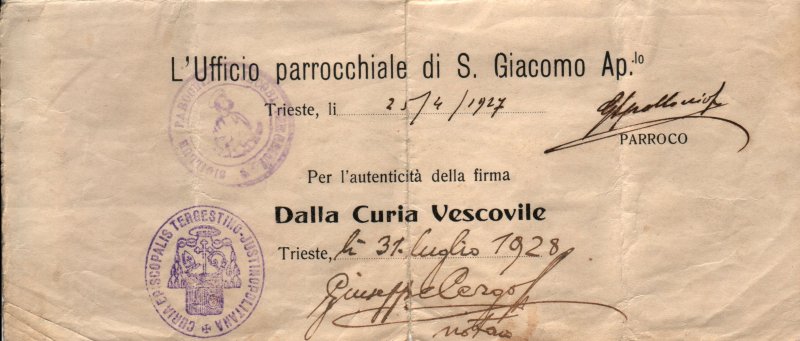 L'Ufficio parrocchiale di S. Giacomo Ap.lo
Trieste, li 25/4/1927
PARROCO
Per l'autenticità della firma
Dalla Curia Vescovile
Trieste, li 31. luglio 1928
Giuseppe
notaio
CURIA EPISCOPALIS TERGESTINO-JUSTINOPOLITANA